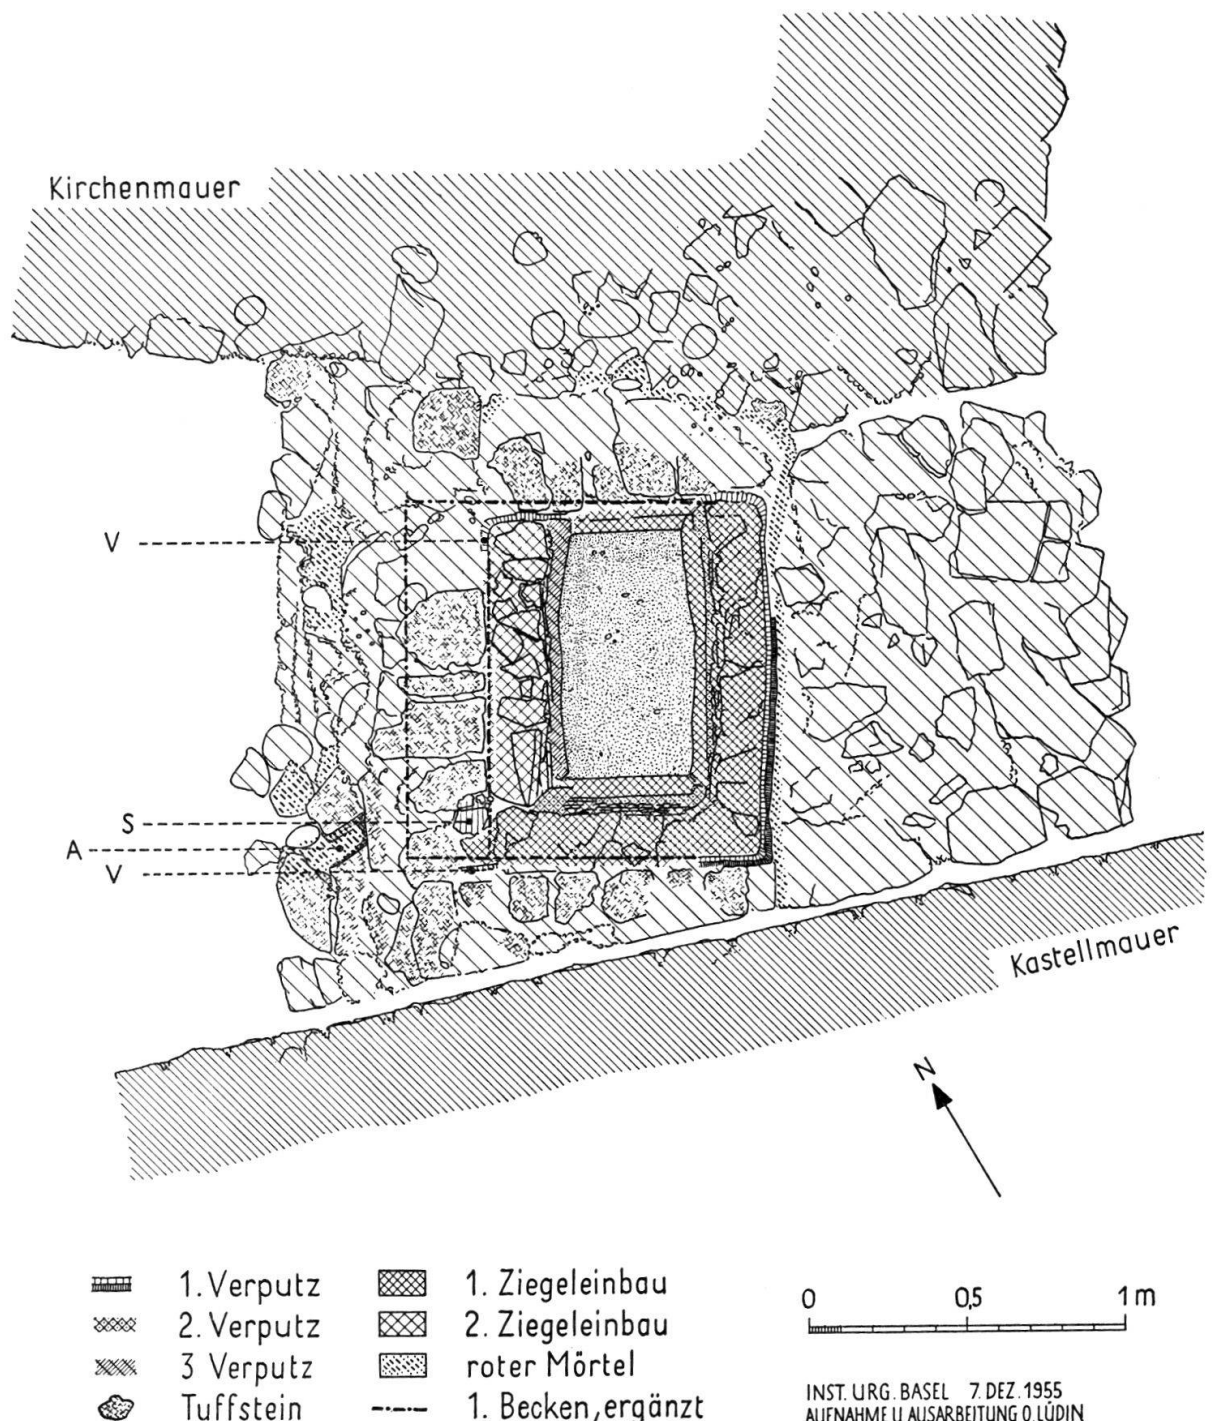 Kirchenmauer
V
S
A
V
Kastellmauer
N
1. Verputz
2. Verputz
3 Verputz
Tuffstein
1. Ziegeleinbau
2. Ziegeleinbau
roter Mörtel
1. Becken, ergänzt
0 0,5 1 m
INST. URG. BASEL 7. DEZ. 1955
AUFNAHME U AUSARBEITUNG O. LÜDIN